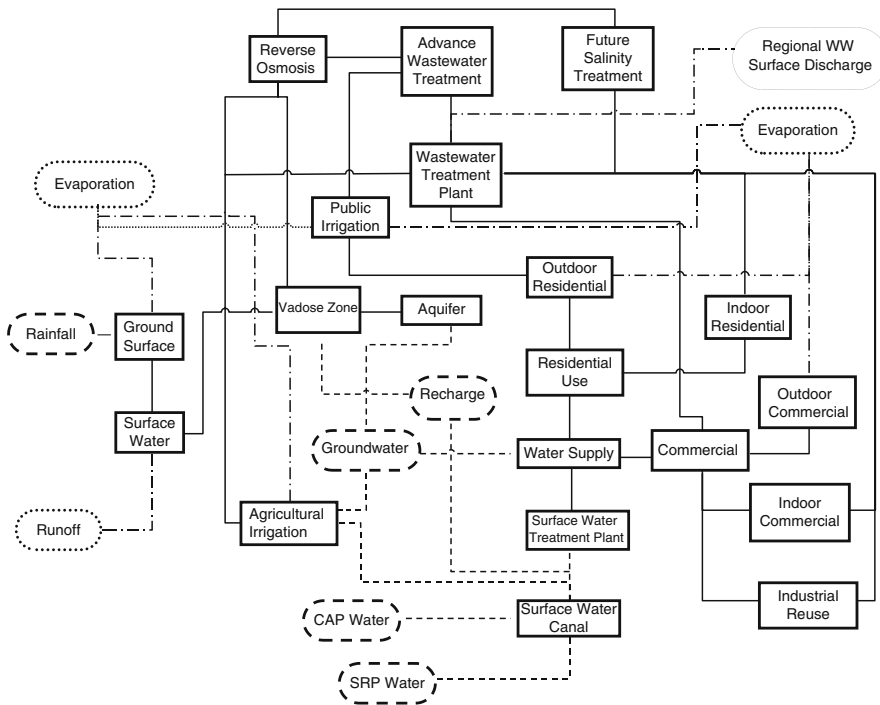 Reverse
Osmosis
Advance
Wastewater
Treatment
Future
Salinity
Treatment
Regional WW
Surface Discharge
Evaporation
Wastewater
Treatment
Plant
Evaporation
Public
Irrigation
Outdoor
Residential
Vadose Zone
Aquifer
Indoor
Residential
Rainfall
Ground
Surface
Residential
Use
Recharge
Outdoor
Commercial
Surface
Water
Groundwater
Water Supply
Commercial
Runoff
Agricultural
Irrigation
Surface Water
Treatment Plant
Indoor
Commercial
CAP Water
Surface Water
Canal
Industrial
Reuse
SRP Water